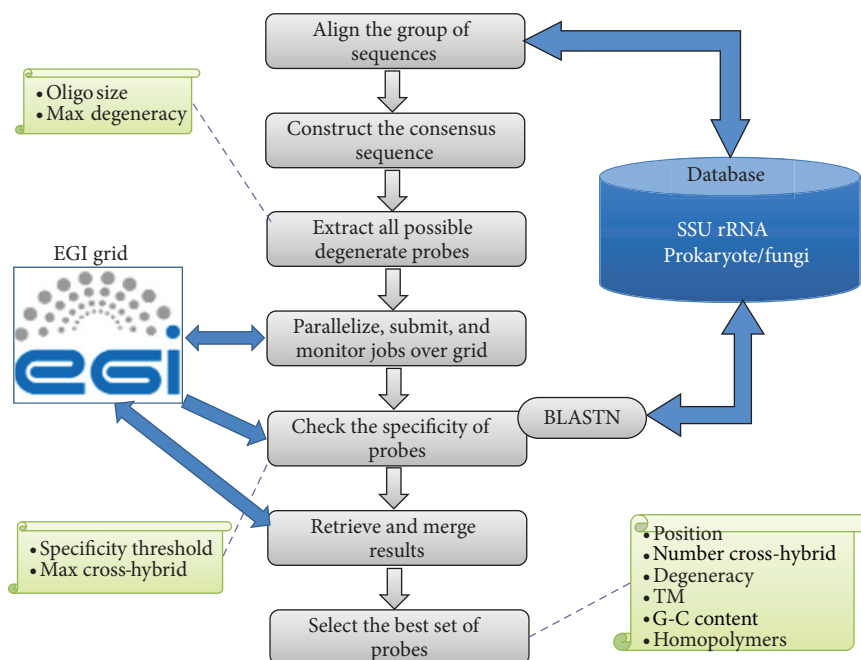 Align the group of
sequences
• Oligo size
• Max degeneracy
Construct the consensus
sequence
Database
SSU rRNA
Prokaryote/fungi
Extract all possible
degenerate probes
EGI grid
egi
Parallelize, submit, and
monitor jobs over grid
Check the specificity of
probes
BLASTN
• Specificity threshold
• Max cross-hybrid
Retrieve and merge
results
• Position
• Number cross-hybrid
• Degeneracy
• TM
• G-C content
• Homopolymers
Select the best set of
probes